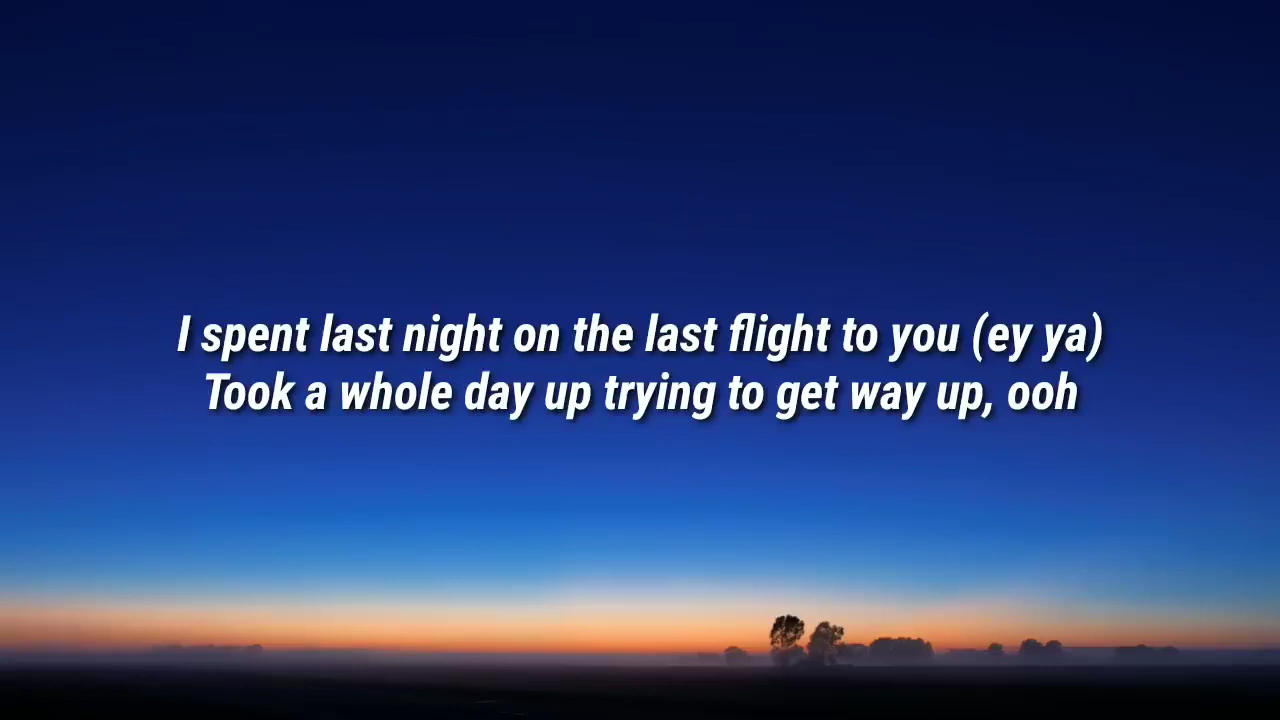 I spent last night on the last flight to you (ey ya)
Took a whole day up trying to get way up, ooh